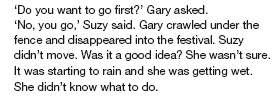 ‘Do you want to go first?’ Gary asked.
‘No, you go,’ Suzy said. Gary crawled under the
fence and disappeared into the festival. Suzy
didn’t move. Was it a good idea? She wasn’t sure.
It was starting to rain and she was getting wet.
She didn’t know what to do.